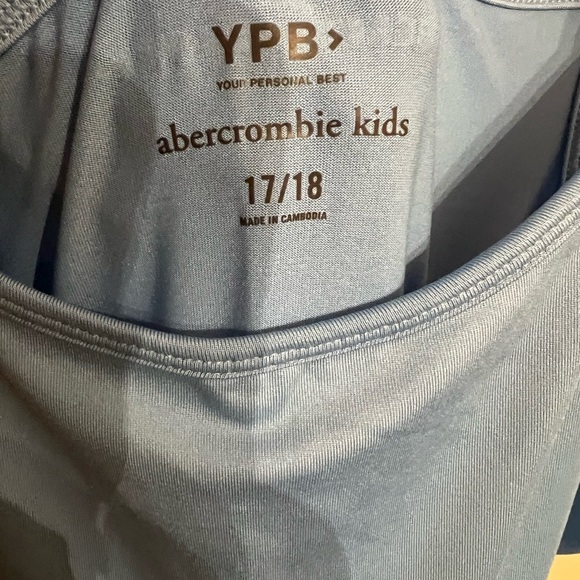 YPB>
YOUR PERSONAL BEST
abercrombie kids
17/18
MADE IN CAMBODIA